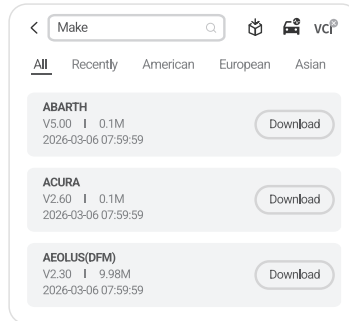 Make
VCI
All Recently American European Asian
ABARTH
V5.00 I 0.1M
2026-03-06 07:59:59
Download
ACURA
V2.60 I 0.1M
2026-03-06 07:59:59
Download
AEOLUS(DFM)
V2.30 I 9.98M
2026-03-06 07:59:59
Download